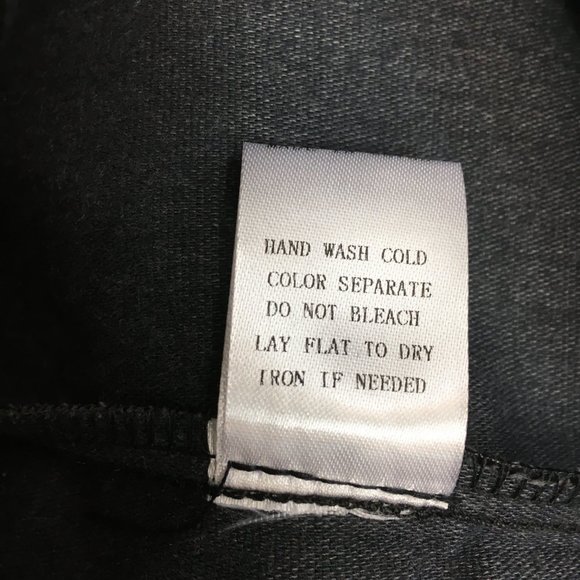 HAND WASH COLD
COLOR SEPARATE
DO NOT BLEACH
LAY FLAT TO DRY
IRON IF NEEDED